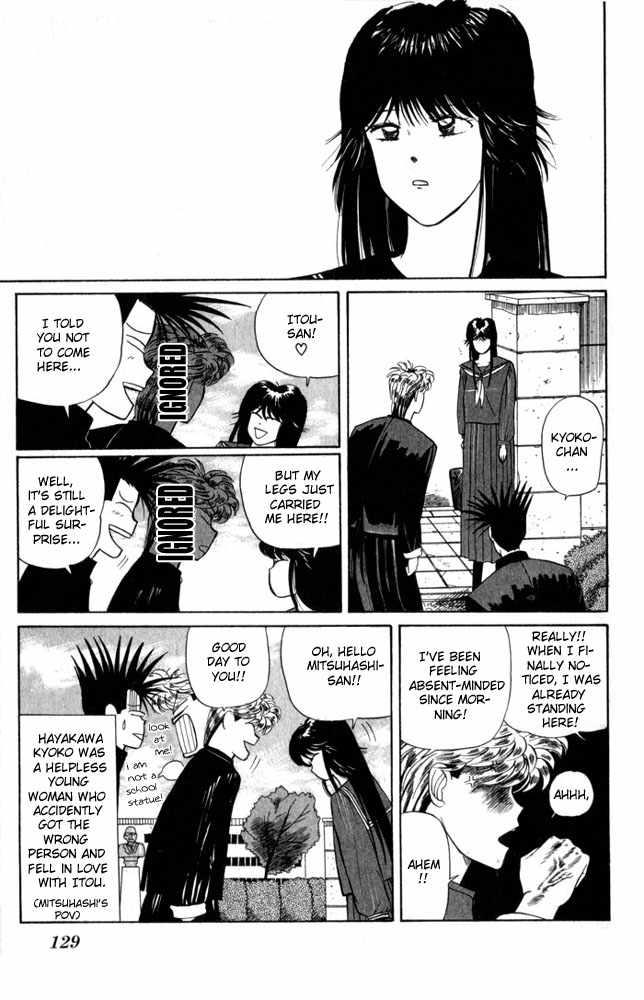 KYOKO-
CHAN
...
ITOU-
SAN!
♡
I TOLD
YOU NOT
TO COME
HERE...
IGNORED
BUT MY
LEGS JUST
CARRIED
ME HERE!!
WELL,
IT'S STILL
A DELIGHT-
FUL SUR-
PRISE...
IGNORED
REALLY!!
WHEN I FI-
NALLY NO-
TICED, I WAS
ALREADY
STANDING
HERE!
I'VE BEEN
FEELING
ABSENT-MINDED
SINCE MOR-
NING!
AHHH,
AHEM
!!
OH, HELLO
MITSUHASHI-
SAN!!
GOOD
DAY TO
YOU!!
look
at
me!
I am
not a
school
statue!
HAYAKAWA
KYOKO WAS
A HELPLESS
YOUNG
WOMAN WHO
ACCIDENTLY
GOT THE
WRONG
PERSON AND
FELL IN LOVE
WITH ITOU.
(MITSUHASHI'S
POV)
129